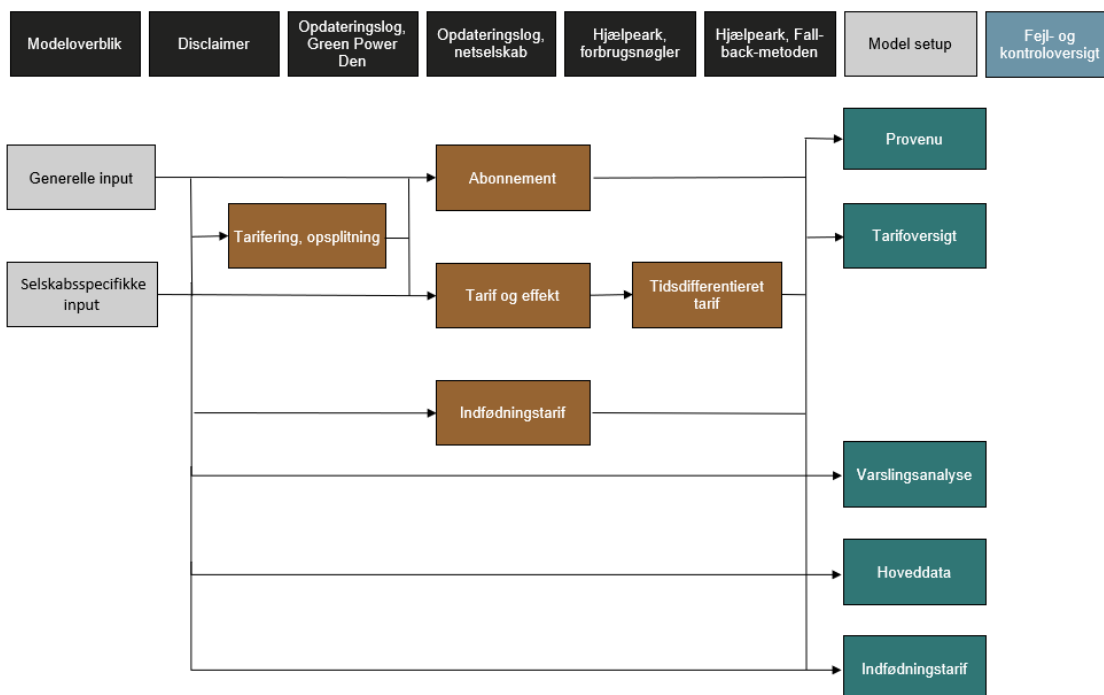 Modeloverblik
Disclaimer
Opdateringslog,
Green Power
Den
Opdateringslog,
netselskab
Hjælpeark,
forbrugsnøgler
Hjælpeark, Fall-
back-metoden
Model setup
Fejl- og
kontroloversigt
Provenu
Generelle input
Abonnement
Tarifering, opsplitning
Tarifoversigt
Selskabsspecifikke
input
Tarif og effekt
Tidsdifferentieret
tarif
Indfødningstarif
Varslingsanalyse
Hoveddata
Indfødningstarif